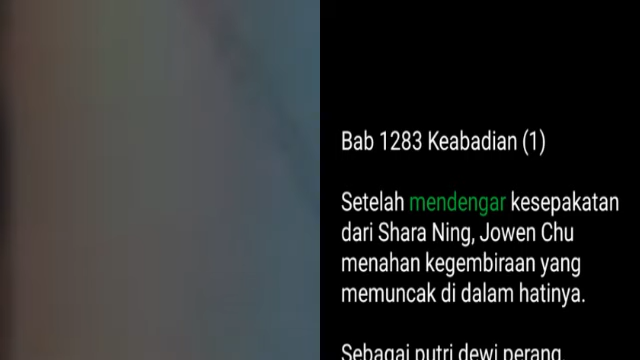 Bab 1283 Keabadian (1)
Setelah mendengar kesepakatan
dari Shara Ning, Jowen Chu
menahan kegembiraan yang
memuncak di dalam hatinya.
Sebagai putri dewi perang